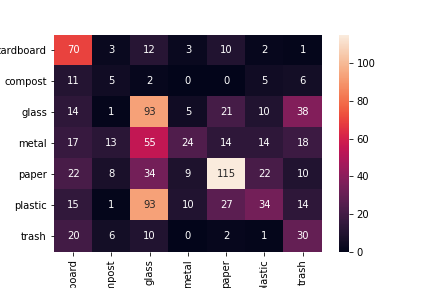 ardboard 70 3 12 3 10 2 1
compost 11 5 2 0 0 5 6
glass 14 1 93 5 21 10 38
metal 17 13 55 24 14 14 18
paper 22 8 34 9 115 22 10
plastic 15 1 93 10 27 34 14
trash 20 6 10 0 2 1 30
board
npost
glass
metal
paper
lastic
trash
100
80
60
40
20
0